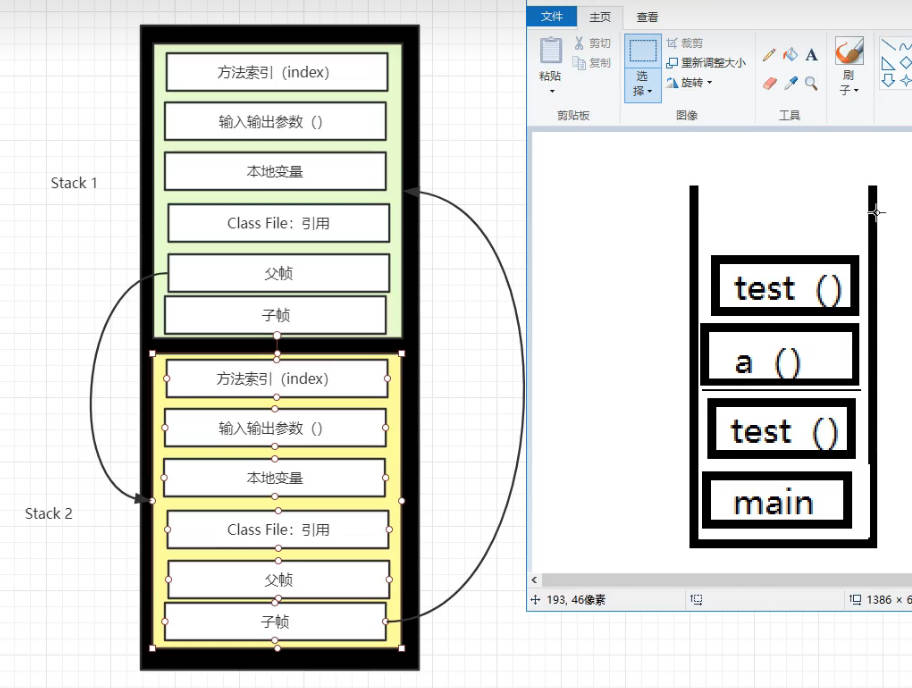 Stack 1
方法索引（index）
输入输出参数（）
本地变量
Class File：引用
父帧
子帧
Stack 2
方法索引（index）
输入输出参数（）
本地变量
Class File：引用
父帧
子帧
文件 主页 查看
粘贴
剪切
复制
剪贴板
选择
裁剪
重新调整大小
旋转
图像
A
工具
刷子
test （）
a （）
test （）
main
193, 46像素
1386 × 6